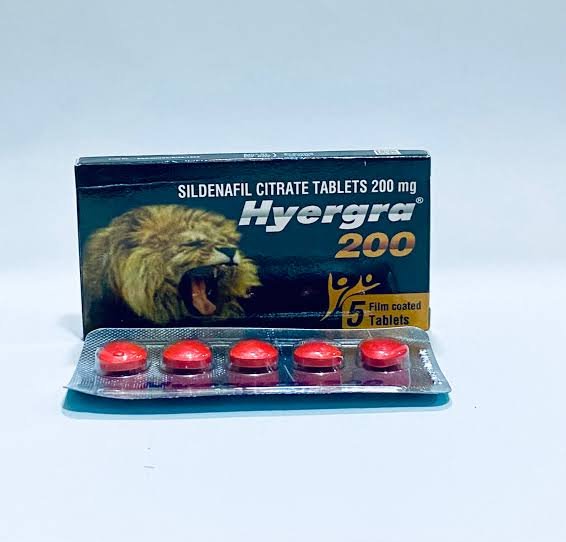 SILDENAFIL CITRATE TABLETS 200 mg
Hyergra®
200
5 Film coated
Tablets